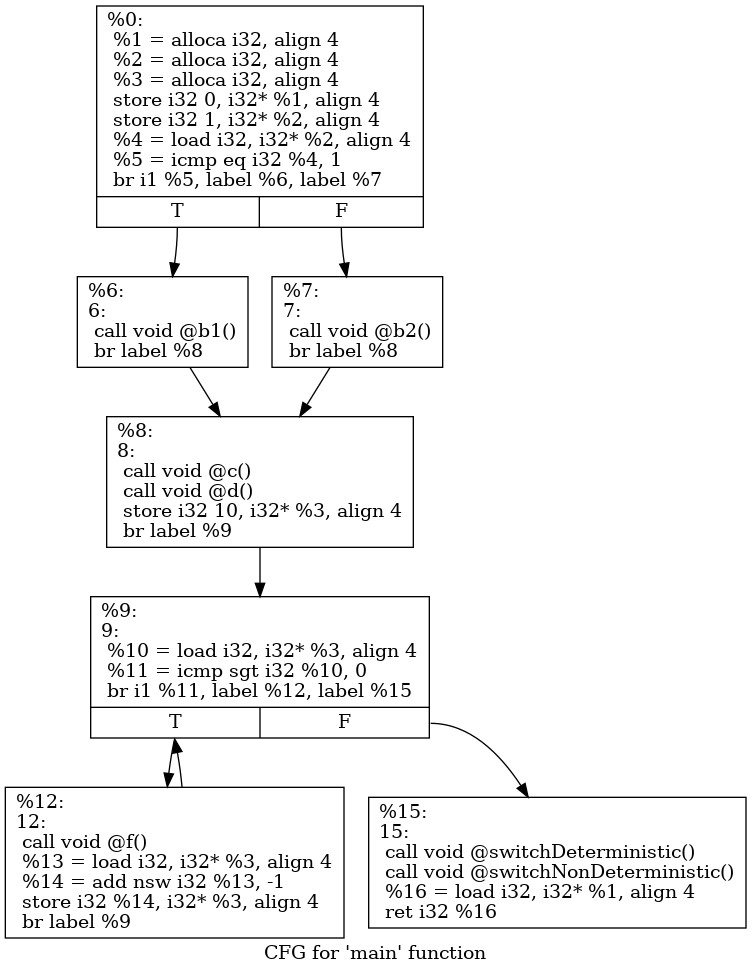 %0:
%1 = alloca i32, align 4
%2 = alloca i32, align 4
%3 = alloca i32, align 4
store i32 0, i32* %1, align 4
store i32 1, i32* %2, align 4
%4 = load i32, i32* %2, align 4
%5 = icmp eq i32 %4, 1
br i1 %5, label %6, label %7
T F
%6:
6:
call void @b1()
br label %8
%7:
7:
call void @b2()
br label %8
%8:
8:
call void @c()
call void @d()
store i32 10, i32* %3, align 4
br label %9
%9:
9:
%10 = load i32, i32* %3, align 4
%11 = icmp sgt i32 %10, 0
br i1 %11, label %12, label %15
T F
%12:
12:
call void @f()
%13 = load i32, i32* %3, align 4
%14 = add nsw i32 %13, -1
store i32 %14, i32* %3, align 4
br label %9
%15:
15:
call void @switchDeterministic()
call void @switchNonDeterministic()
%16 = load i32, i32* %1, align 4
ret i32 %16
CFG for 'main' function